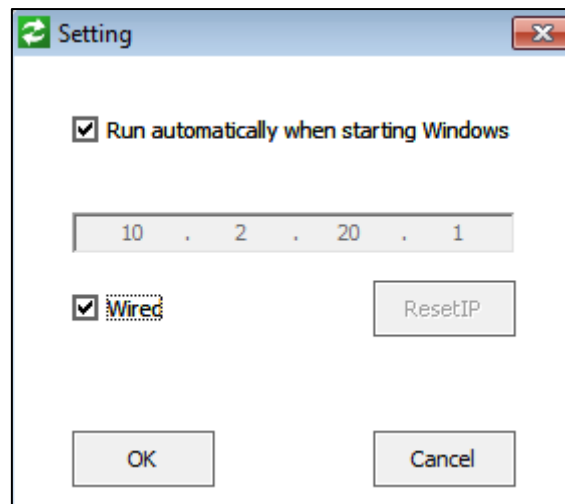 Setting
Run automatically when starting Windows
10 . 2 . 20 . 1
Wired
ResetIP
OK
Cancel